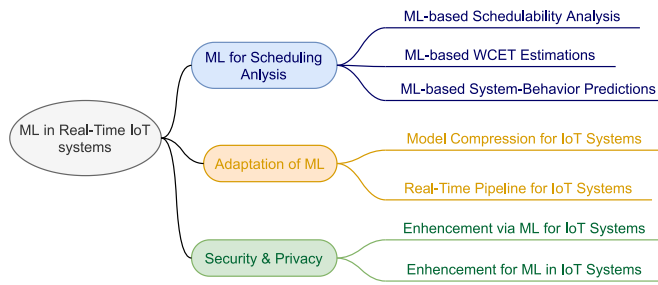 ML in Real-Time IoT
systems
ML for Scheduling
Anlysis
ML-based Schedulability Analysis
ML-based WCET Estimations
ML-based System-Behavior Predictions
Adaptation of ML
Model Compression for IoT Systems
Real-Time Pipeline for IoT Systems
Security & Privacy
Enhencement via ML for IoT Systems
Enhencement for ML in IoT Systems